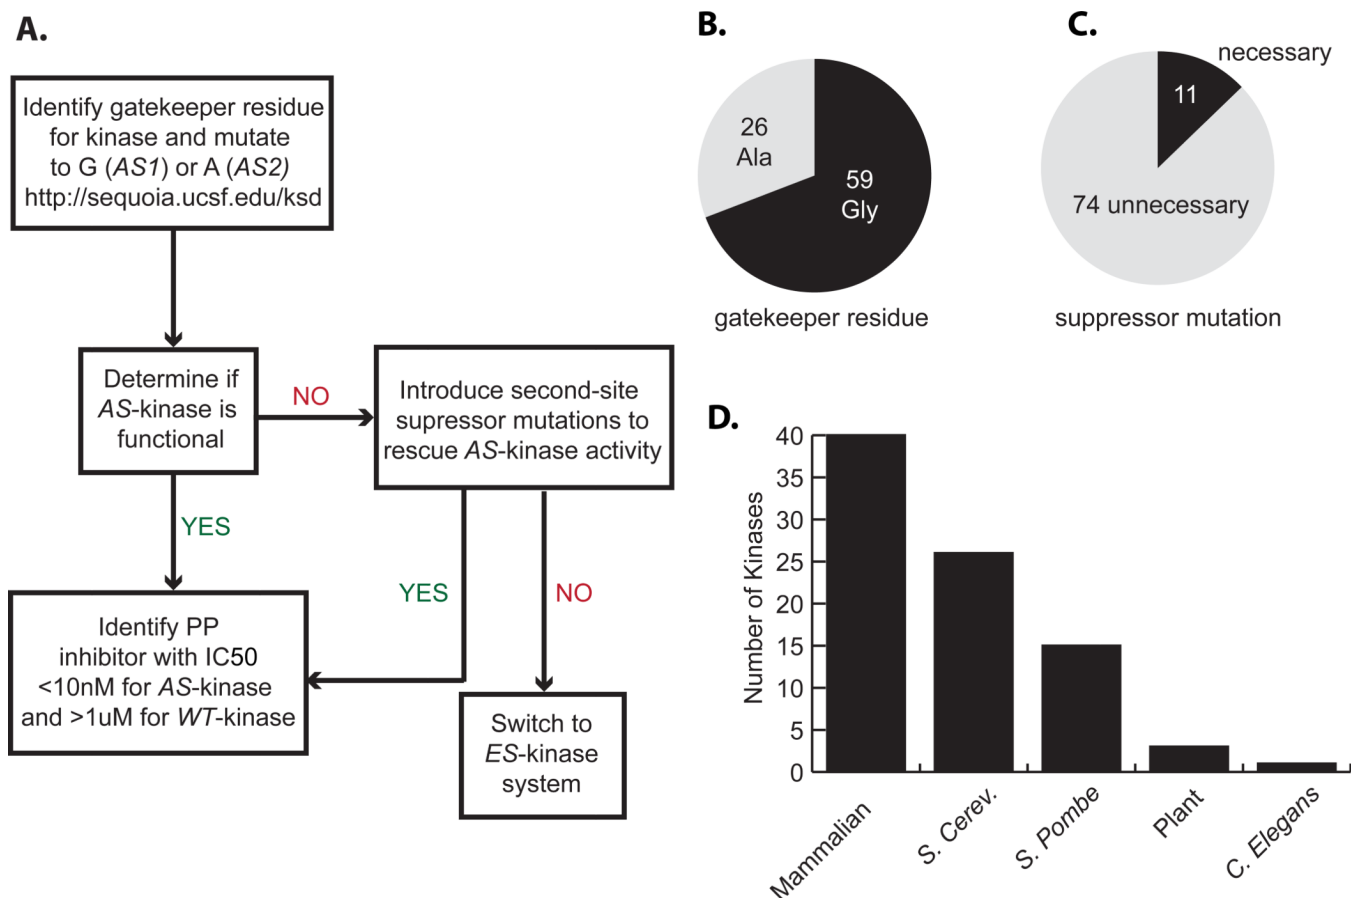 A.
Identify gatekeeper residue
for kinase and mutate
to G (AS1) or A (AS2)
http://sequoia.ucsf.edu/ksd
Determine if
AS-kinase is
functional
NO
Introduce second-site
supressor mutations to
rescue AS-kinase activity
YES
YES
NO
Identify PP
inhibitor with IC50
<10nM for AS-kinase
and >1uM for WT-kinase
Switch to
ES-kinase
system
B.
26
Ala
59
Gly
gatekeeper residue
C.
necessary
11
74 unnecessary
suppressor mutation
D.
Number of Kinases
40
45
35
30
25
20
15
10
5
0
Mammalian
S. Cerev.
S. Pombe
Plant
C. Elegans